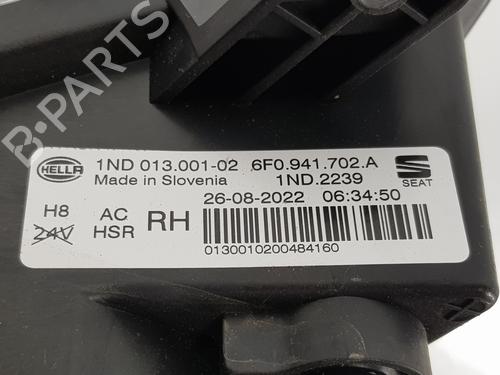 B-PARTS
HELLA
1ND 013.001-02 6F0.941.702.A
Made in Slovenia 1ND.2239
SEAT
26-08-2022 06:34:50
H8 AC RH
24V HSR
0130010200484160